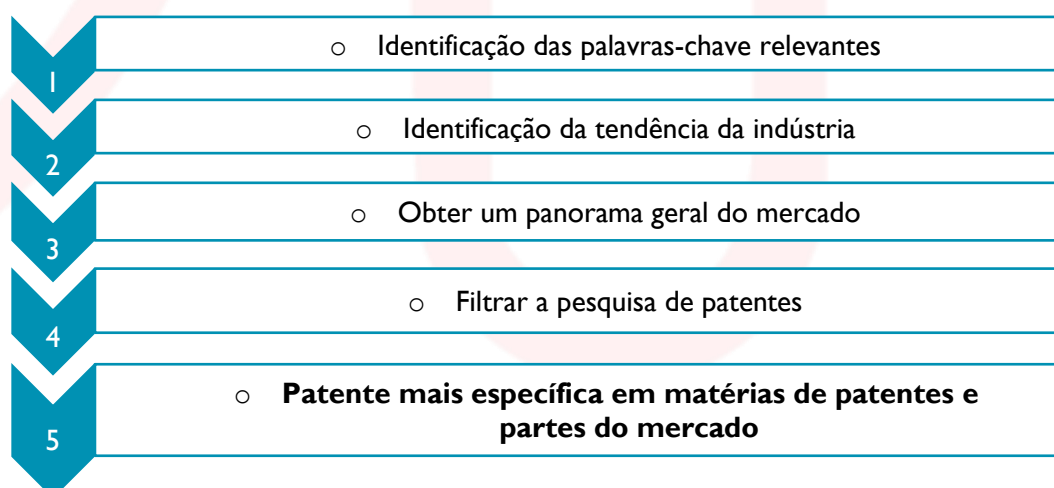 1
o Identificação das palavras-chave relevantes
2
o Identificação da tendência da indústria
3
o Obter um panorama geral do mercado
4
o Filtrar a pesquisa de patentes
5
o Patente mais específica em matérias de patentes e
partes do mercado